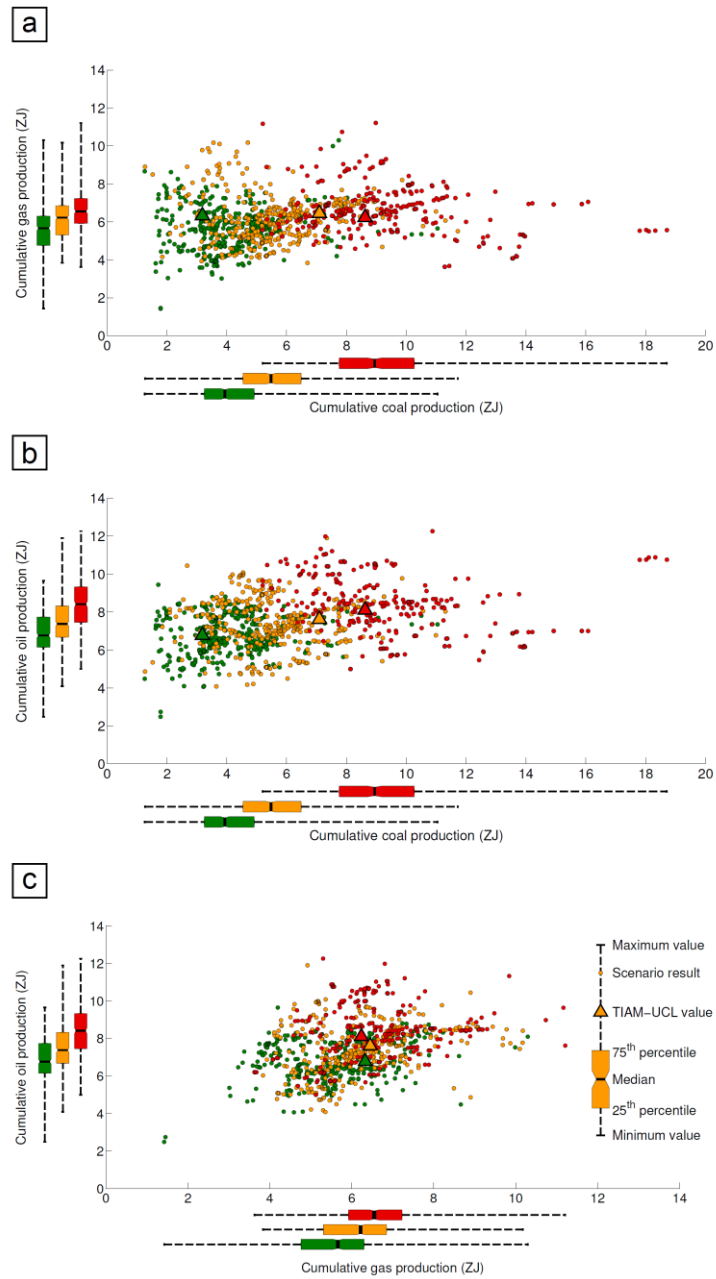 a
Cumulative gas production (ZJ)
14
12
10
8
6
4
2
0
0 2 4 6 8 10 12 14 16 18 20
Cumulative coal production (ZJ)
b
Cumulative oil production (ZJ)
14
12
10
8
6
4
2
0
0 2 4 6 8 10 12 14 16 18 20
Cumulative coal production (ZJ)
c
Cumulative oil production (ZJ)
14
12
10
8
6
4
2
0
0 2 4 6 8 10 12 14
Cumulative gas production (ZJ)
Maximum value
Scenario result
TIAM-UCL value
75th percentile
Median
25th percentile
Minimum value